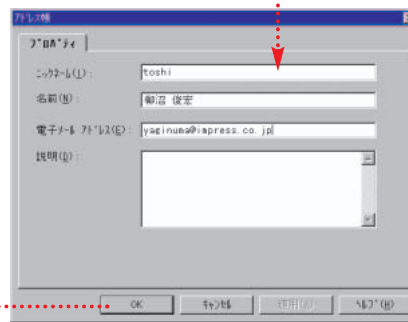 アドレス帳
プロパティ
ニックネーム(I): toshi
名前(N): 柳沼 俊宏
電子メール アドレス(E): yaginuma@impress.co.jp
説明(D):
OK キャンセル 適用(A) ヘルプ(H)